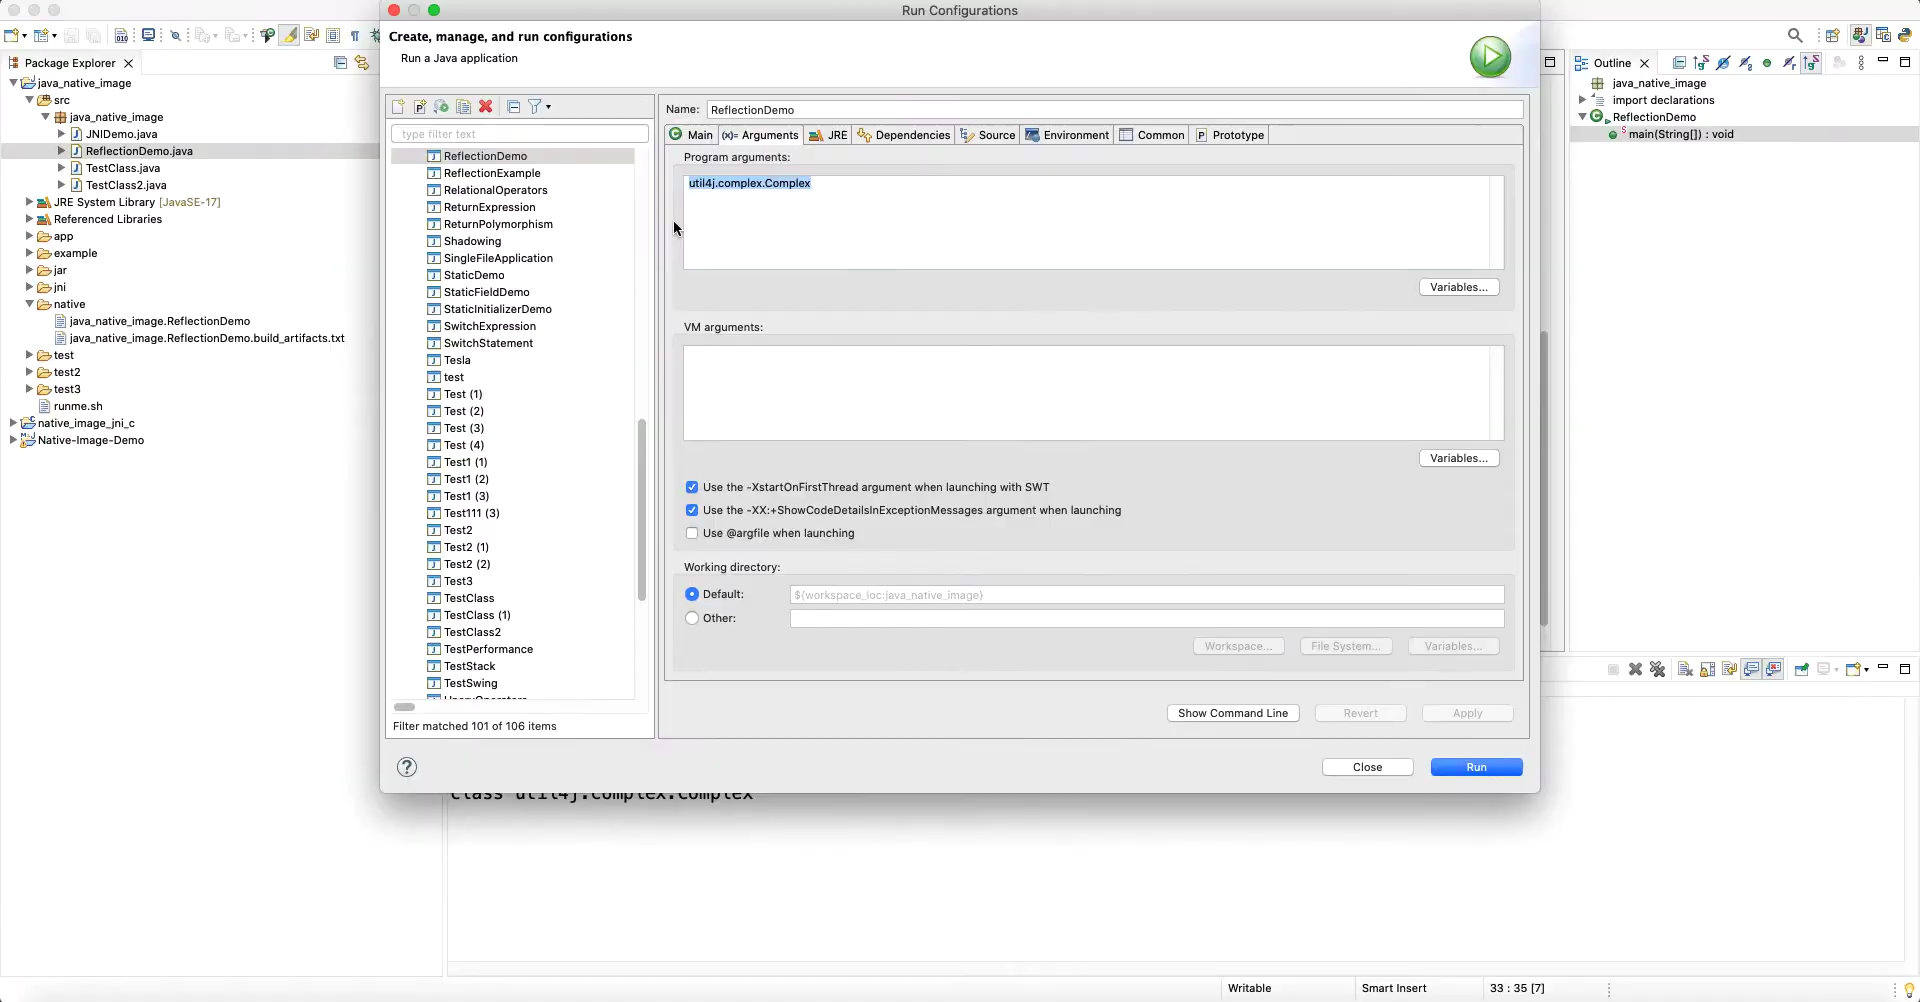 Run Configurations
Create, manage, and run configurations
Run a Java application
Package Explorer
java_native_image
src
java_native_image
JNIDemo.java
ReflectionDemo.java
TestClass.java
TestClass2.java
JRE System Library [JavaSE-17]
Referenced Libraries
app
example
jar
jni
native
java_native_image.ReflectionDemo
java_native_image.ReflectionDemo.build_artifacts.txt
test
test2
test3
runme.sh
native_image_jni_c
Native-Image-Demo
type filter text
ReflectionDemo
ReflectionExample
RelationalOperators
ReturnExpression
ReturnPolymorphism
Shadowing
SingleFileApplication
StaticDemo
StaticFieldDemo
StaticInitializerDemo
SwitchExpression
SwitchStatement
Tesla
test
Test (1)
Test (2)
Test (3)
Test (4)
Test1 (1)
Test1 (2)
Test1 (3)
Test111 (3)
Test2
Test2 (1)
Test2 (2)
Test3
TestClass
TestClass (1)
TestClass2
TestPerformance
TestStack
TestSwing
Filter matched 101 of 106 items
Name: ReflectionDemo
Main (x)= Arguments JRE Dependencies Source Environment Common Prototype
Program arguments:
util4j.complex.Complex
Variables...
VM arguments:
Variables...
Use the -XstartOnFirstThread argument when launching with SWT
Use the -XX:+ShowCodeDetailsInExceptionMessages argument when launching
Use @argfile when launching
Working directory:
Default: ${workspace_loc:java_native_image}
Other:
Workspace... File System... Variables...
Show Command Line Revert Apply
Close Run
Outline
java_native_image
import declarations
ReflectionDemo
main(String[]) : void
class util4j.complex.Complex
Writable Smart Insert 33 : 35 [7]